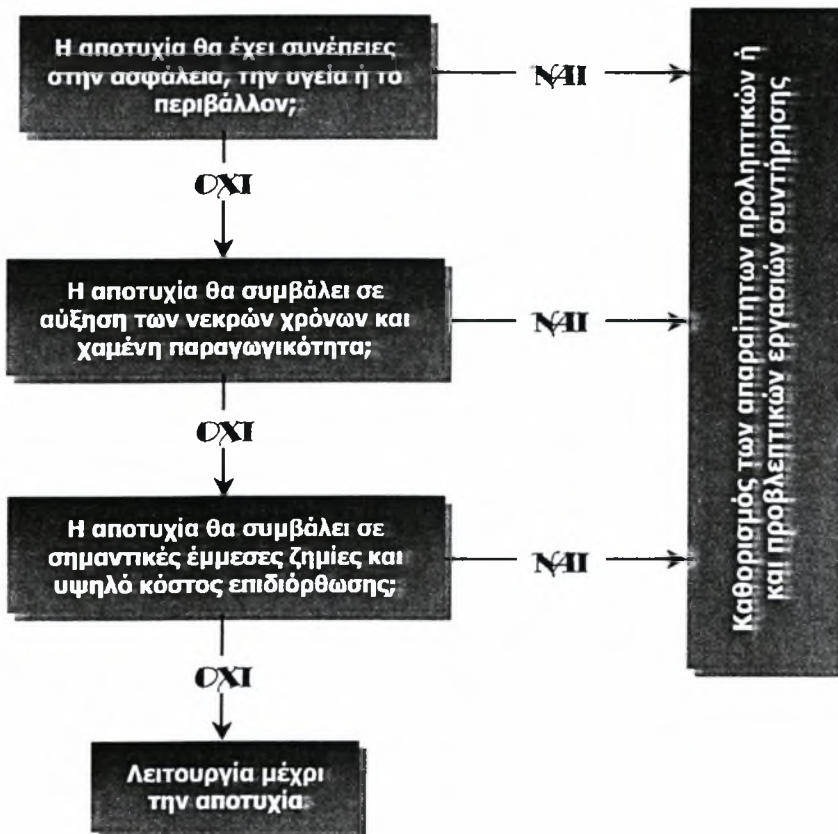 Η αποτυχία θα έχει συνέπειες
στην ασφάλεια, την υγεία ή το
περιβάλλον;
ΝΑΙ
ΟΧΙ
Η αποτυχία θα συμβάλει σε
αύξηση των νεκρών χρόνων και
χαμένη παραγωγικότητα;
ΝΑΙ
ΟΧΙ
Η αποτυχία θα συμβάλει σε
σημαντικές έμμεσες ζημίες και
υψηλό κόστος επιδιόρθωσης;
ΝΑΙ
ΟΧΙ
Λειτουργία μέχρι
την αποτυχία
Καθορισμός των απαραίτητων προληπτικών ή
και προβλεπτικών εργασιών συντήρησης